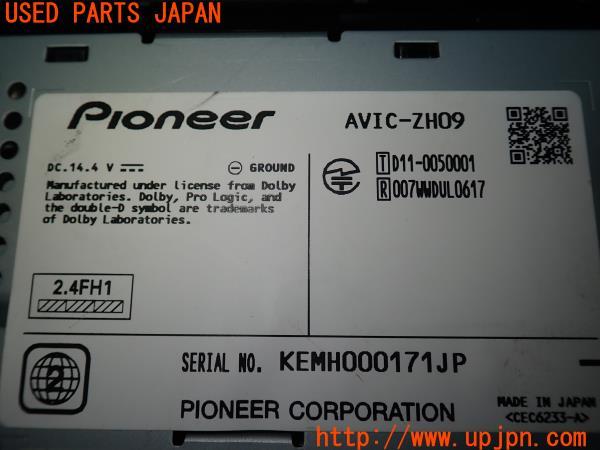 USED PARTS JAPAN
Pioneer
AVIC-ZH09
DC.14.4 V
GROUND
Manufactured under license from Dolby
Laboratories. Dolby, Pro Logic, and
the double-D symbol are trademarks
of Dolby Laboratories.
T D11-0050001
R 007WWDUL0617
2.4FH1
2
SERIAL NO. KEMH000171JP
PIONEER CORPORATION
MADE IN JAPAN
<CEC6233-A>
UPJ www.upjpn.com